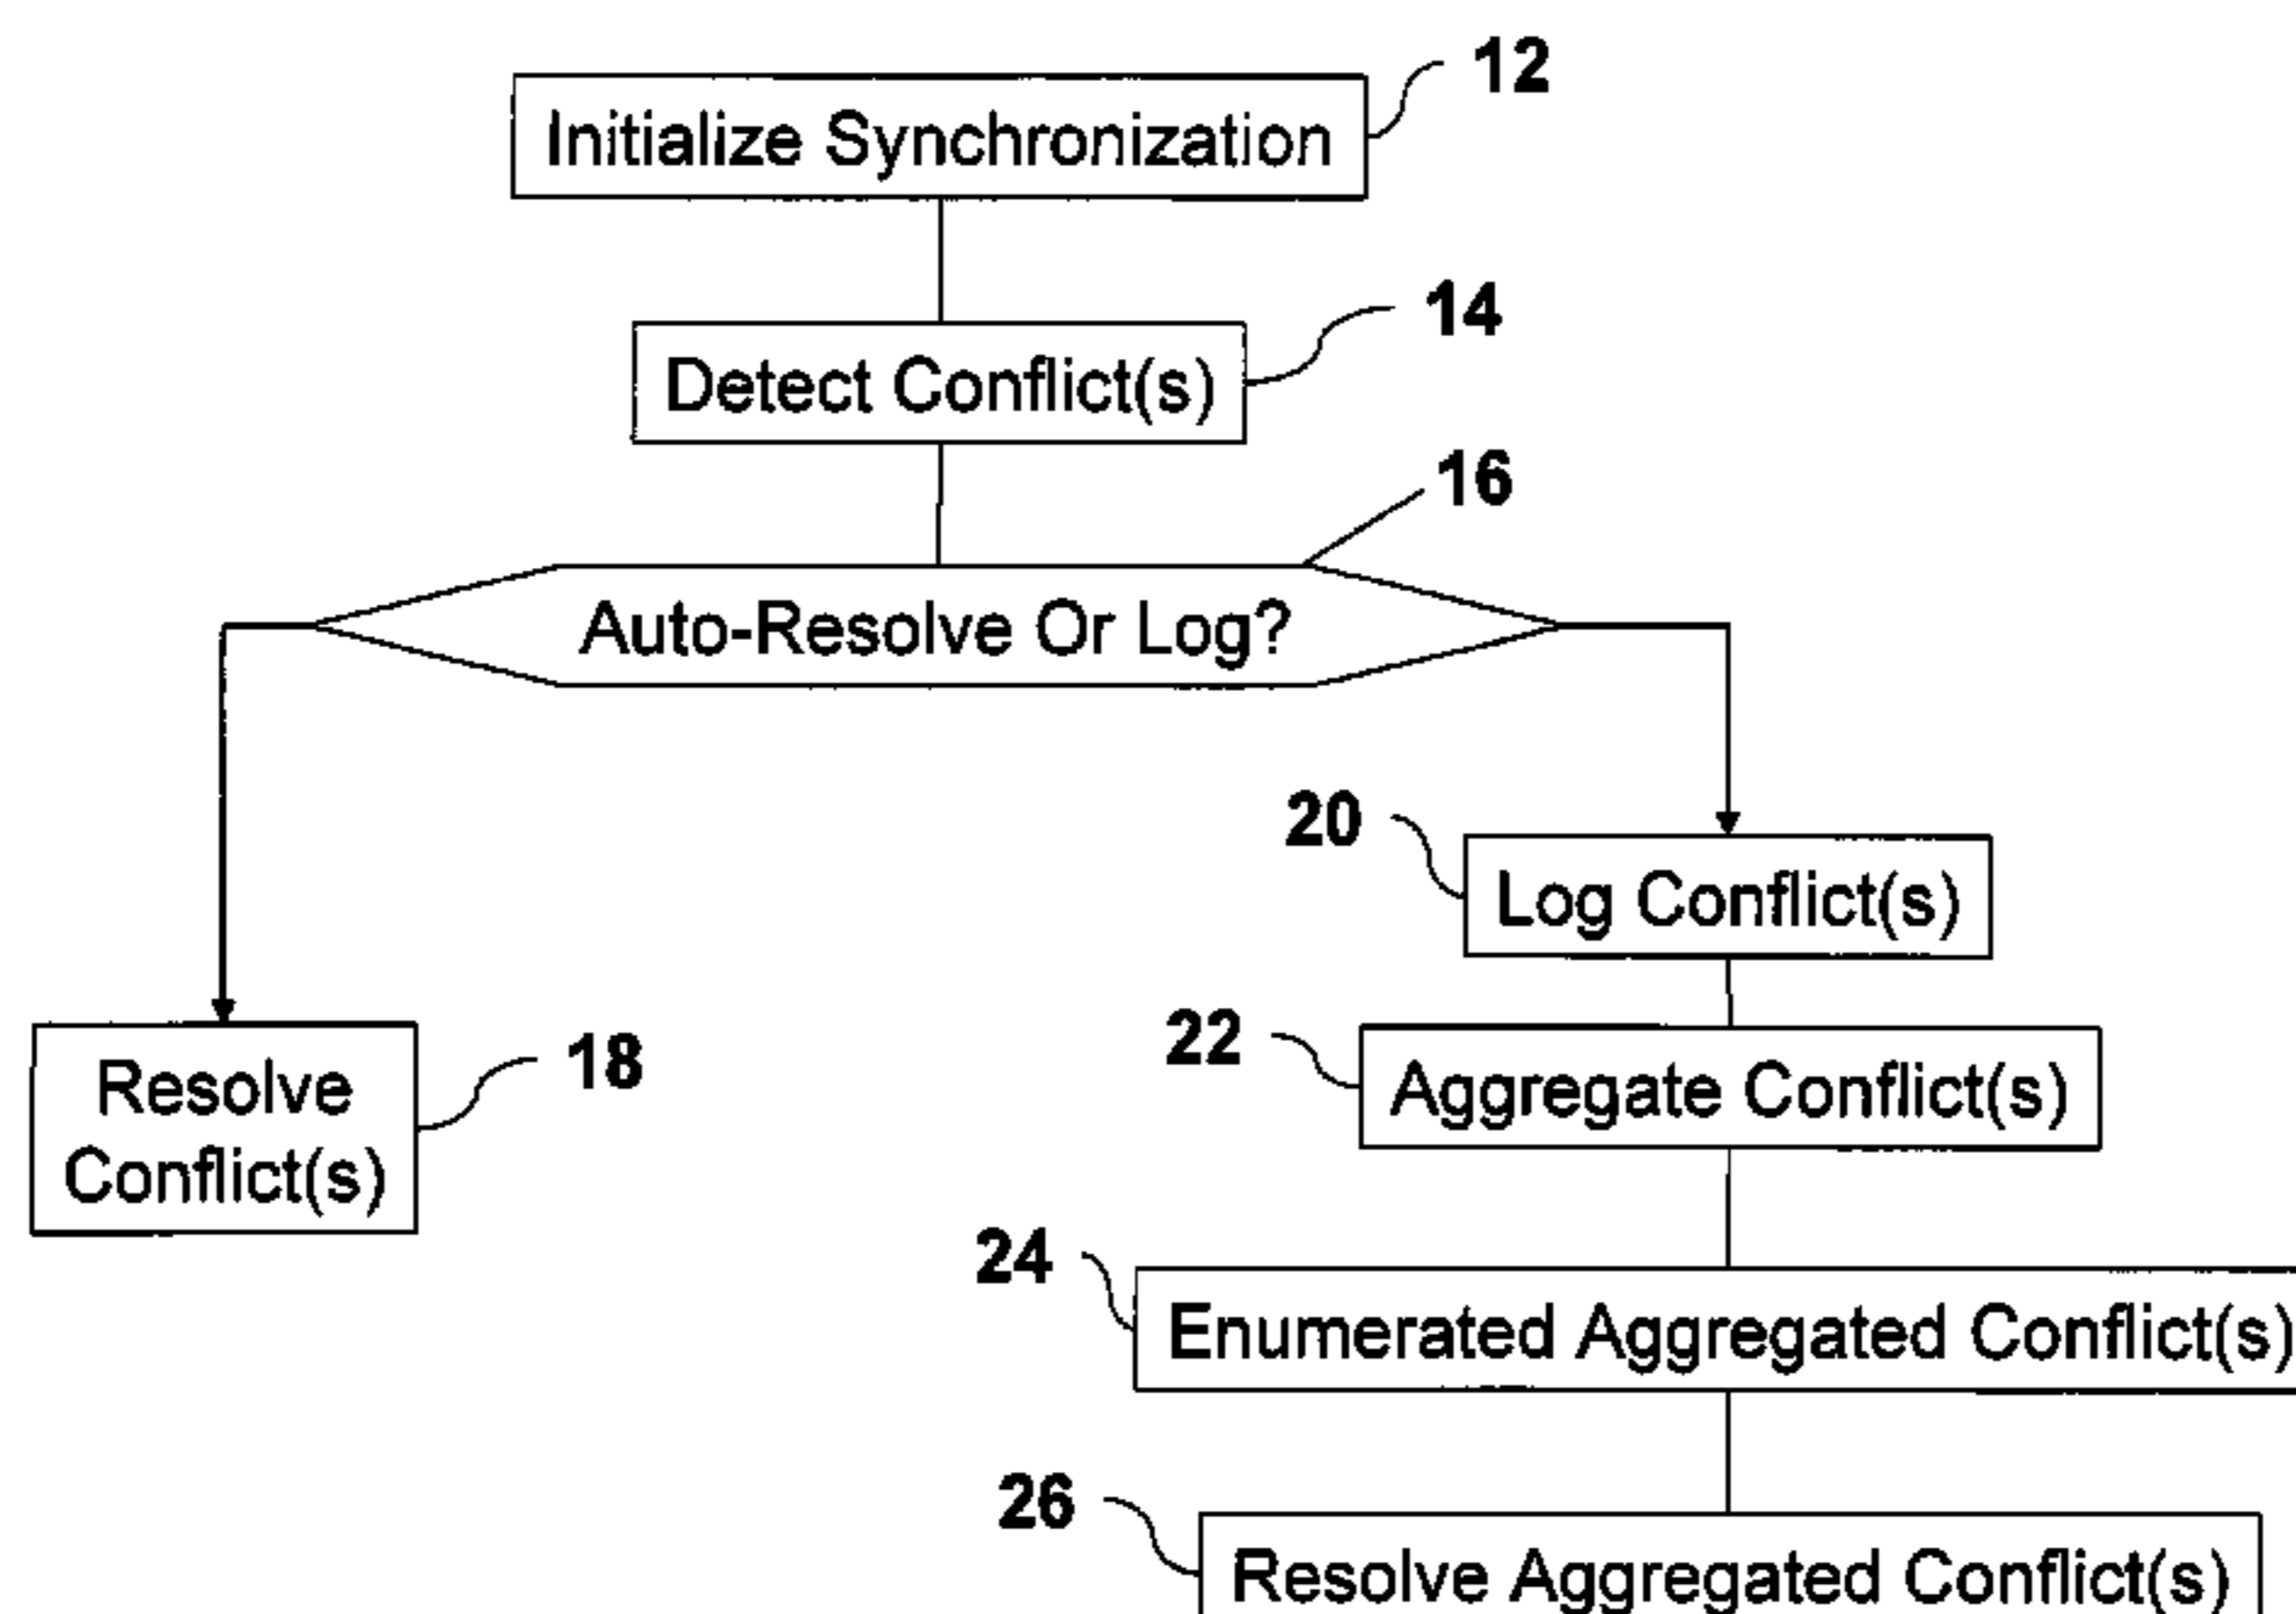 12
Initialize Synchronization
14
Detect Conflict(s)
16
Auto-Resolve Or Log?
20
Log Conflict(s)
22
Aggregate Conflict(s)
Resolve
Conflict(s)
18
24
Enumerated Aggregated Conflict(s)
26
Resolve Aggregated Conflict(s)